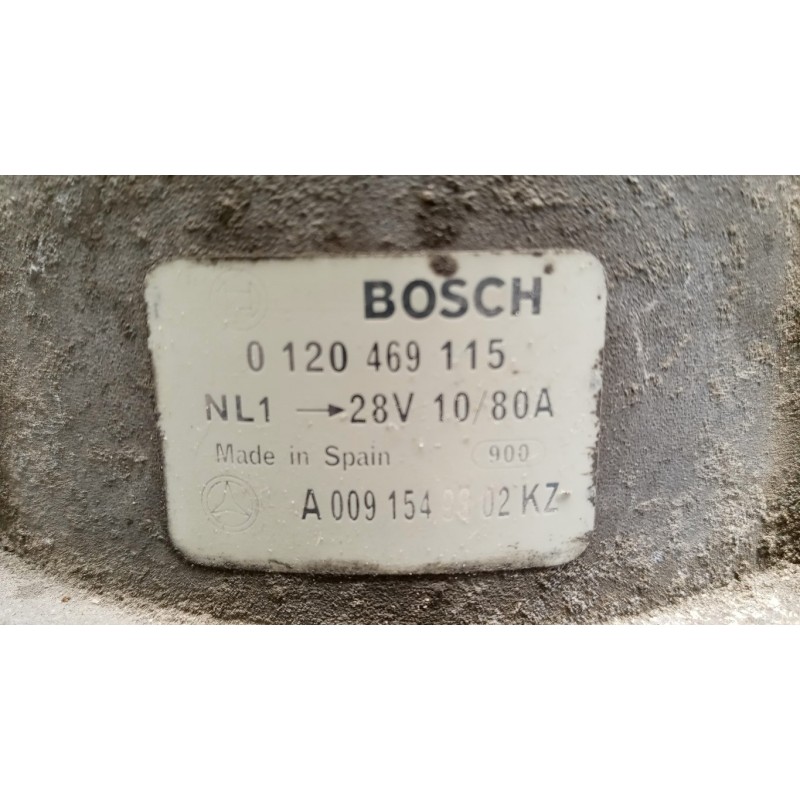 BOSCH
0 120 469 115
NL1 →28V 10/80A
Made in Spain 900
A 009 154 02 KZ